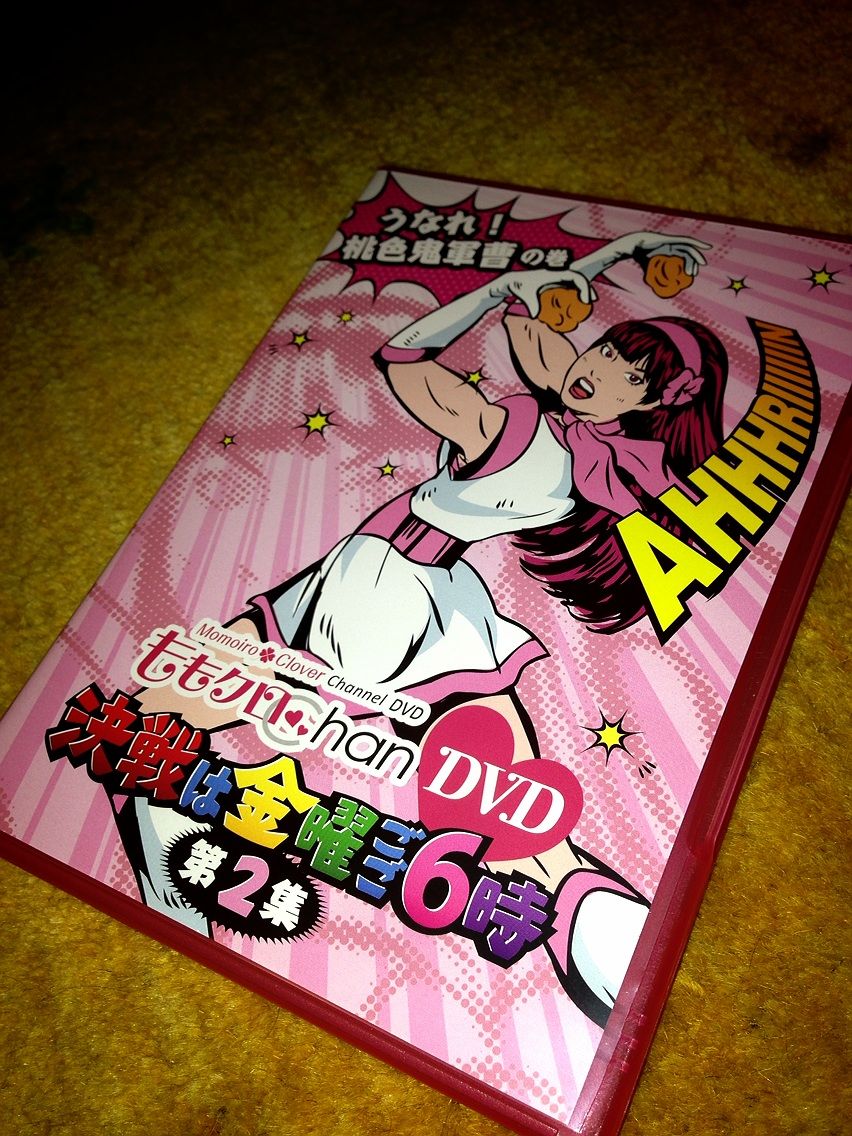 うなれ!
桃色鬼軍曹の巻
AHHHRIIIIIN
Momoiro Clover Channel DVD
ももクロChan
DVD
決戦は金曜ごご6時
第2集